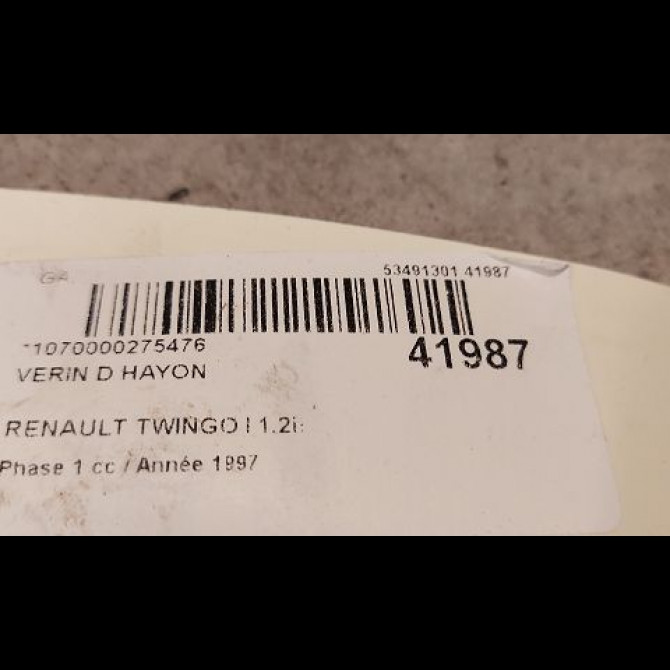 53491301 41987
*1070000275476
41987
VERIN D HAYON
RENAULT TWINGO I 1.2i
Phase 1 cc / Année 1997